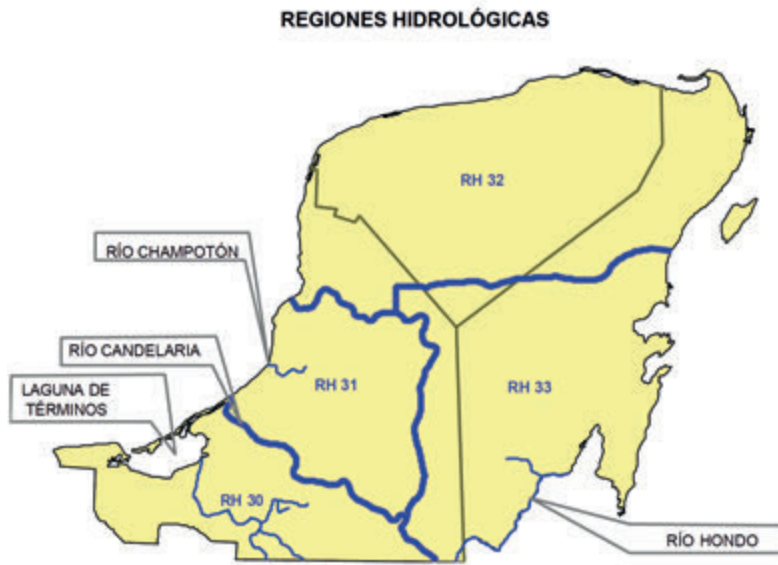 REGIONES HIDROLÓGICAS
RH 32
RÍO CHAMPOTÓN
RÍO CANDELARIA
LAGUNA DE
TÉRMINOS
RH 31
RH 33
RH 30
RÍO HONDO